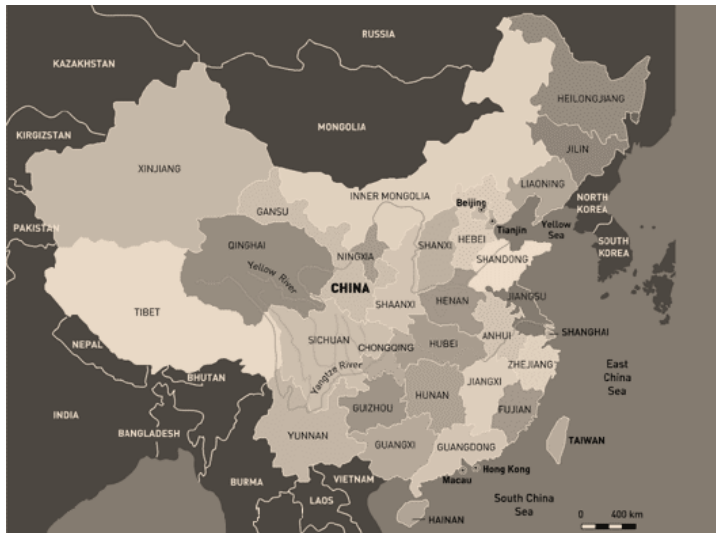 RUSSIA
KAZAKHSTAN
MONGOLIA
HEILONGJIANG
KIRGIZSTAN
JILIN
XINJIANG
LIAONING
INNER MONGOLIA
Beijing
NORTH
KOREA
GANSU
Tianjin
Yellow
Sea
PAKISTAN
QINGHAI
NINGXIA
SHANXI
HEBEI
SOUTH
KOREA
SHANDONG
Yellow River
CHINA
SHAANXI
HENAN
JIANGSU
TIBET
SICHUAN
CHONGQING
HUBEI
ANHUI
SHANGHAI
NEPAL
Yangtze River
ZHEJIANG
East
China
Sea
BHUTAN
JIANGXI
HUNAN
GUIZHOU
FUJIAN
INDIA
BANGLADESH
YUNNAN
GUANGXI
GUANGDONG
TAIWAN
Hong Kong
Macau
BURMA
VIETNAM
LAOS
South China
Sea
HAINAN
0 400 km